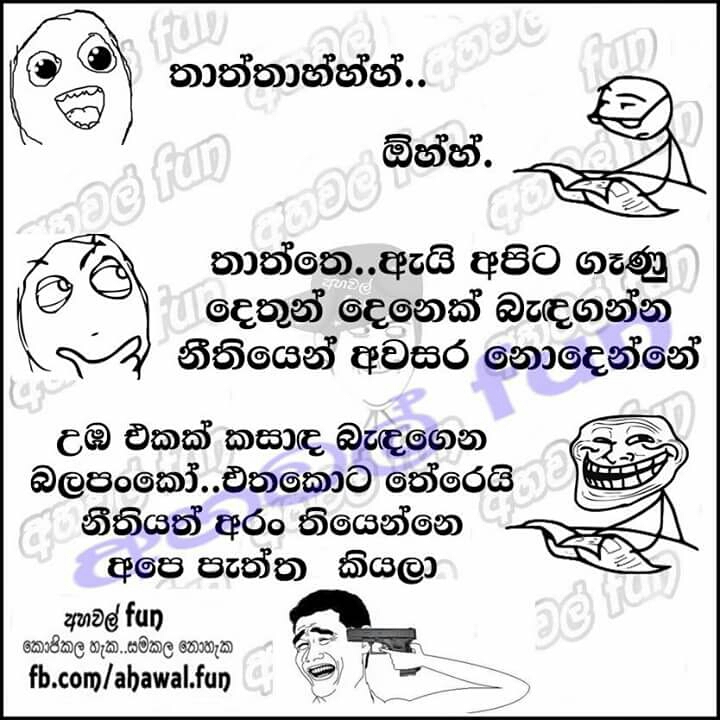 තාත්තාහ්හ්හ්..
ඕහ්හ්.
තාත්තෙ..ඇයි අපිට ගෑණු
දෙතුන් දෙනෙක් බැඳගන්න
නීතියෙන් අවසර නොදෙන්නේ
උඹ එකක් කසාඳ බැඳගෙන
බලපංකෝ..එතකොට තේරෙයි
නීතියත් අරං තියෙන්නෙ
අපෙ පැත්ත කියලා
අහවල් fun
කොපිකල හැක..සමකල නොහැක
fb.com/ahawal.fun